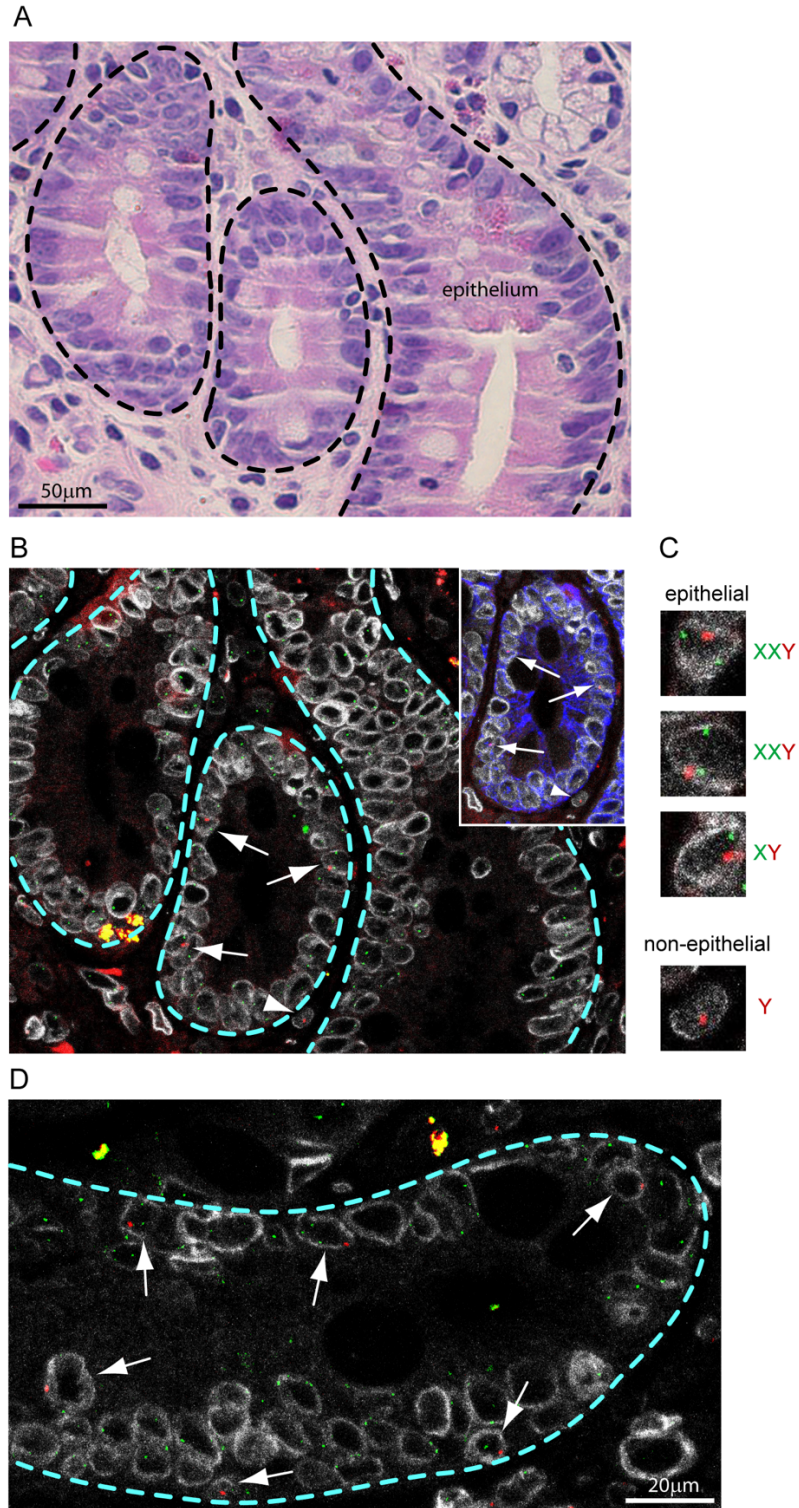 A
epithelium
50μm
B
C
epithelial
XXY
XXY
XY
non-epithelial
Y
D
20μm